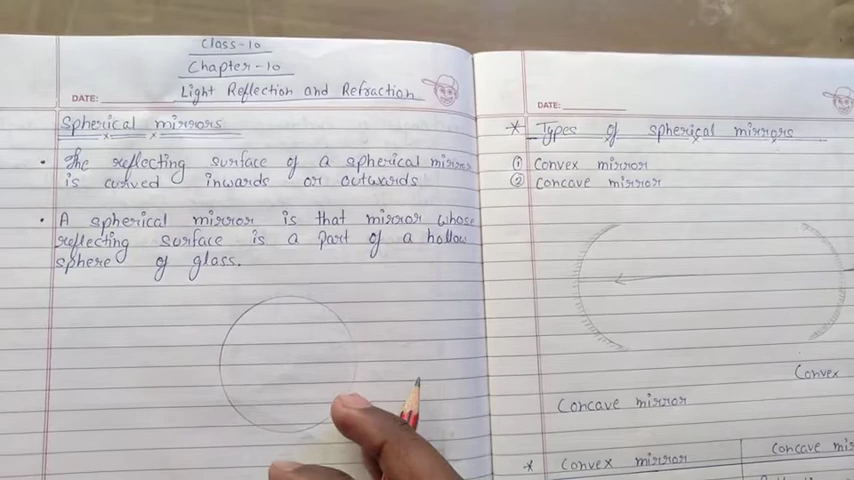 Class-10
Chapter-10
DATE: Light Reflection and Refraction
Spherical mirrors
• The reflecting surface of a spherical mirror
is curved inwards or outwards
• A spherical mirror is that mirror whose
reflecting surface is a part of a hollow
sphere of glass.
DATE:
* Types of spherical mirrors
① Convex mirror
② Concave mirror
Convex
Concave mirror
* Convex mirror
Concave mir